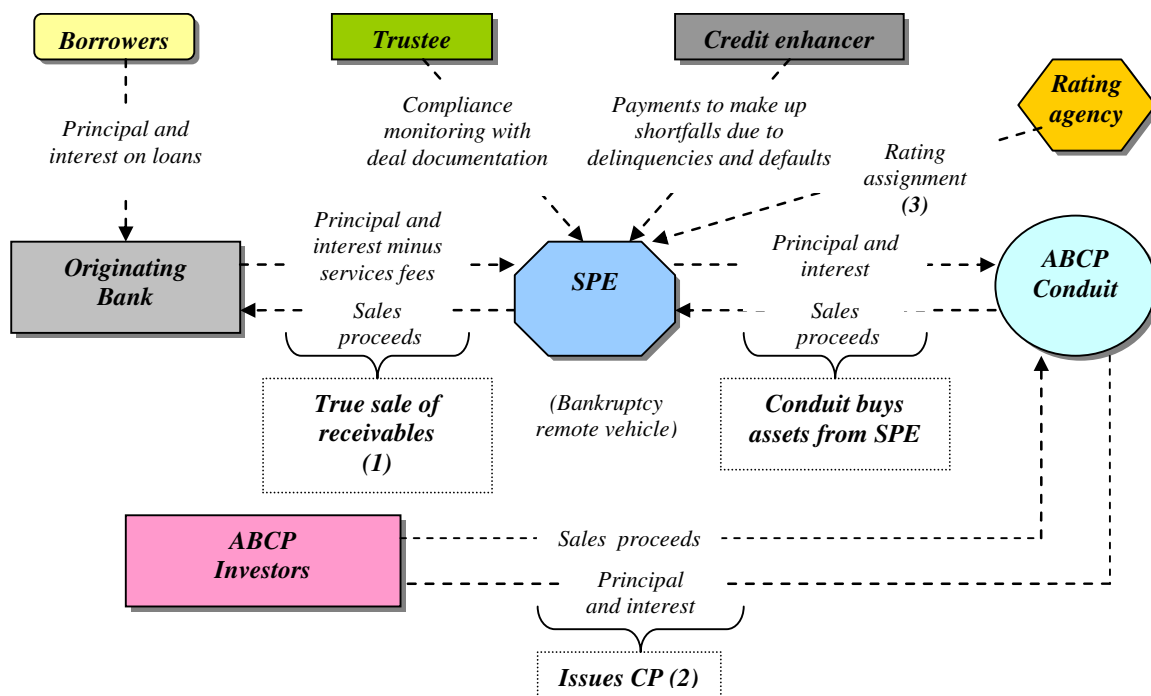 Borrowers
Trustee
Credit enhancer
Rating
agency
Principal and
interest on loans
Compliance
monitoring with
deal documentation
Payments to make up
shortfalls due to
delinquencies and defaults
Rating
assignment
(3)
Originating
Bank
Principal and
interest minus
services fees
Sales
proceeds
SPE
Principal and
interest
Sales
proceeds
ABCP
Conduit
True sale of
receivables
(1)
(Bankruptcy
remote vehicle)
Conduit buys
assets from SPE
ABCP
Investors
Sales proceeds
Principal
and interest
Issues CP (2)